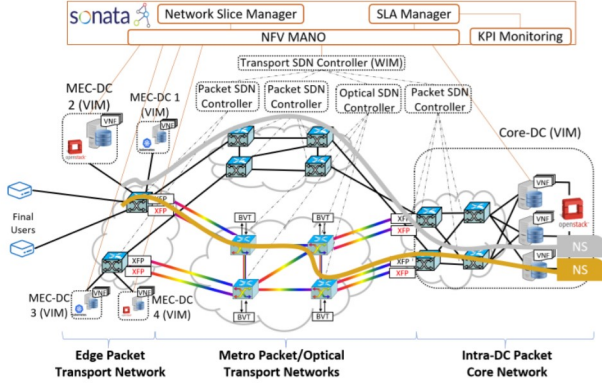 sonata
Network Slice Manager
SLA Manager
NFV MANO
KPI Monitoring
Transport SDN Controller (WIM)
Packet SDN
Controller
Packet SDN
Controller
Optical SDN
Controller
Packet SDN
Controller
MEC-DC
2 (VIM)
MEC-DC 1
(VIM)
VNF
VNF
openstack
Core-DC (VIM)
VNF
VNF
VNF
openstack
Final
Users
XFP
XFP
XFP
BVT
BVT
XFP
XFP
NS
NS
XFP
XFP
XFP
BVT
BVT
VNF
VNF
MEC-DC
3 (VIM)
MEC-DC
4 (VIM)
Edge Packet
Transport Network
Metro Packet/Optical
Transport Networks
Intra-DC Packet
Core Network